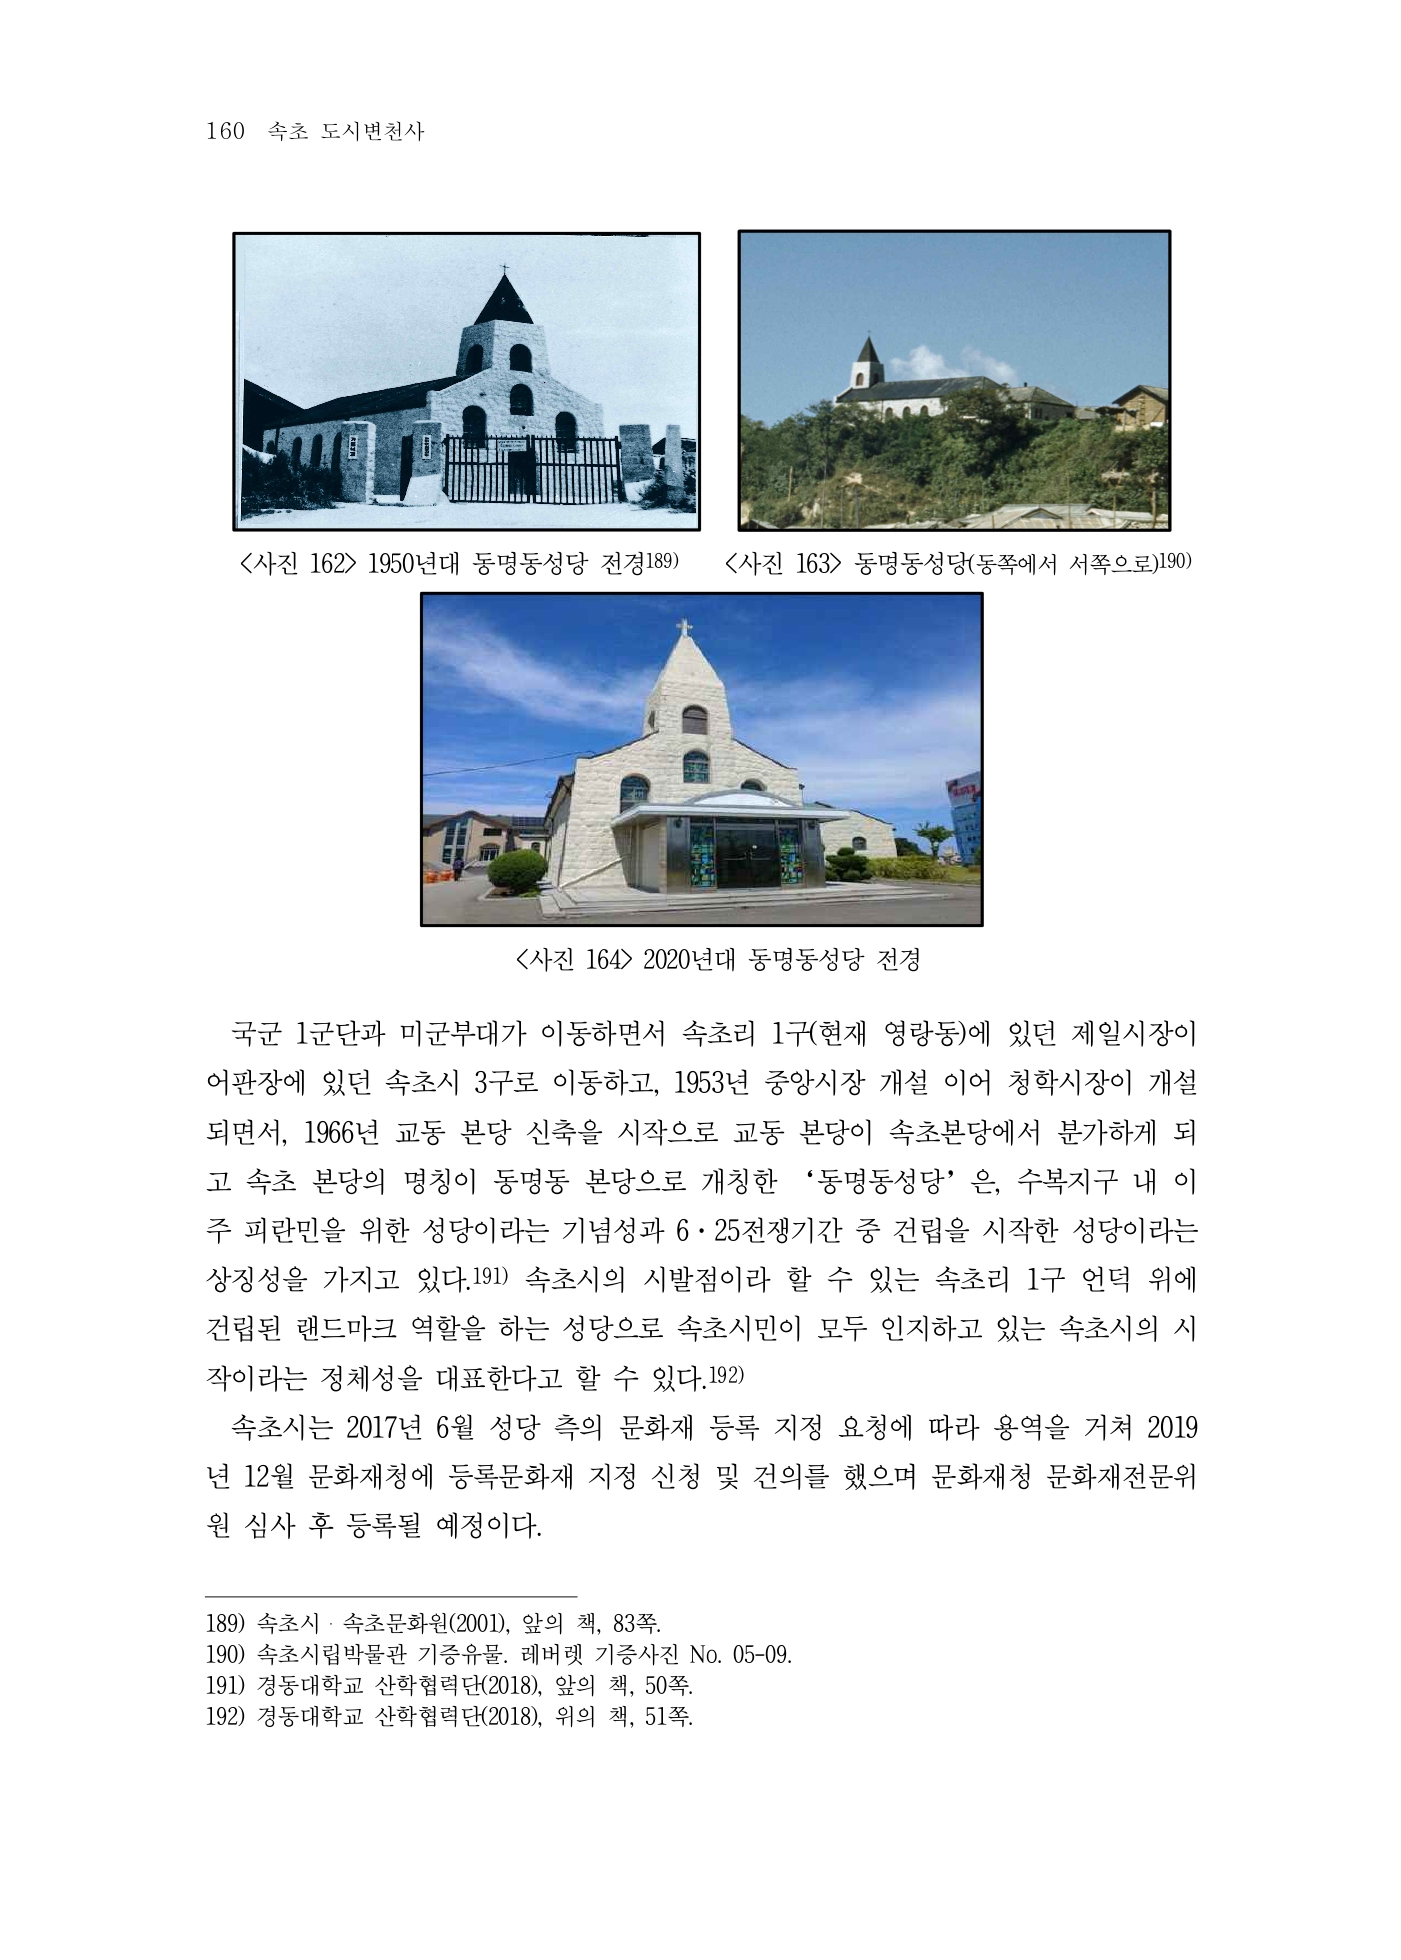 160 속초 도시변천사
<사진 162> 1950년대 동명동성당 전경189)
<사진 163> 동명동성당(동쪽에서 서쪽으로)190)
<사진 164> 2020년대 동명동성당 전경
국군 1군단과 미군부대가 이동하면서 속초리 1구(현재 영랑동)에 있던 제일시장이
어판장에 있던 속초시 3구로 이동하고, 1953년 중앙시장 개설 이어 청학시장이 개설
되면서, 1966년 교동 본당 신축을 시작으로 교동 본당이 속초본당에서 분가하게 되
고 속초 본당의 명칭이 동명동 본당으로 개칭한 ‘동명동성당’은, 수복지구 내 이
주 피란민을 위한 성당이라는 기념성과 6·25전쟁기간 중 건립을 시작한 성당이라는
상징성을 가지고 있다.191) 속초시의 시발점이라 할 수 있는 속초리 1구 언덕 위에
건립된 랜드마크 역할을 하는 성당으로 속초시민이 모두 인지하고 있는 속초시의 시
작이라는 정체성을 대표한다고 할 수 있다.192)
속초시는 2017년 6월 성당 측의 문화재 등록 지정 요청에 따라 용역을 거쳐 2019
년 12월 문화재청에 등록문화재 지정 신청 및 건의를 했으며 문화재청 문화재전문위
원 심사 후 등록될 예정이다.
189) 속초시·속초문화원(2001), 앞의 책, 83쪽.
190) 속초시립박물관 기증유물. 레버렛 기증사진 No. 05-09.
191) 경동대학교 산학협력단(2018), 앞의 책, 50쪽.
192) 경동대학교 산학협력단(2018), 위의 책, 51쪽.